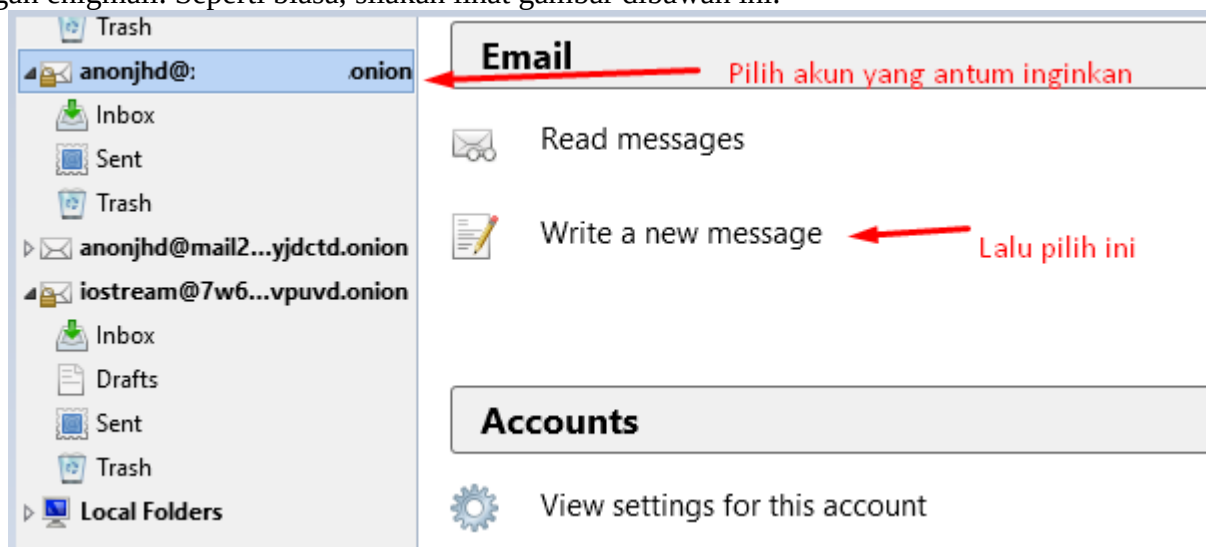 enigmail. Seperti biasa, silakan lihat gambar dibawah ini.
Trash
anonjhd@: .onion
Inbox
Sent
Trash
anonjhd@mail2...yjdctd.onion
iostream@7w6...vpuvd.onion
Inbox
Drafts
Sent
Trash
Local Folders
Email
Pilih akun yang antum inginkan
Read messages
Write a new message
Lalu pilih ini
Accounts
View settings for this account